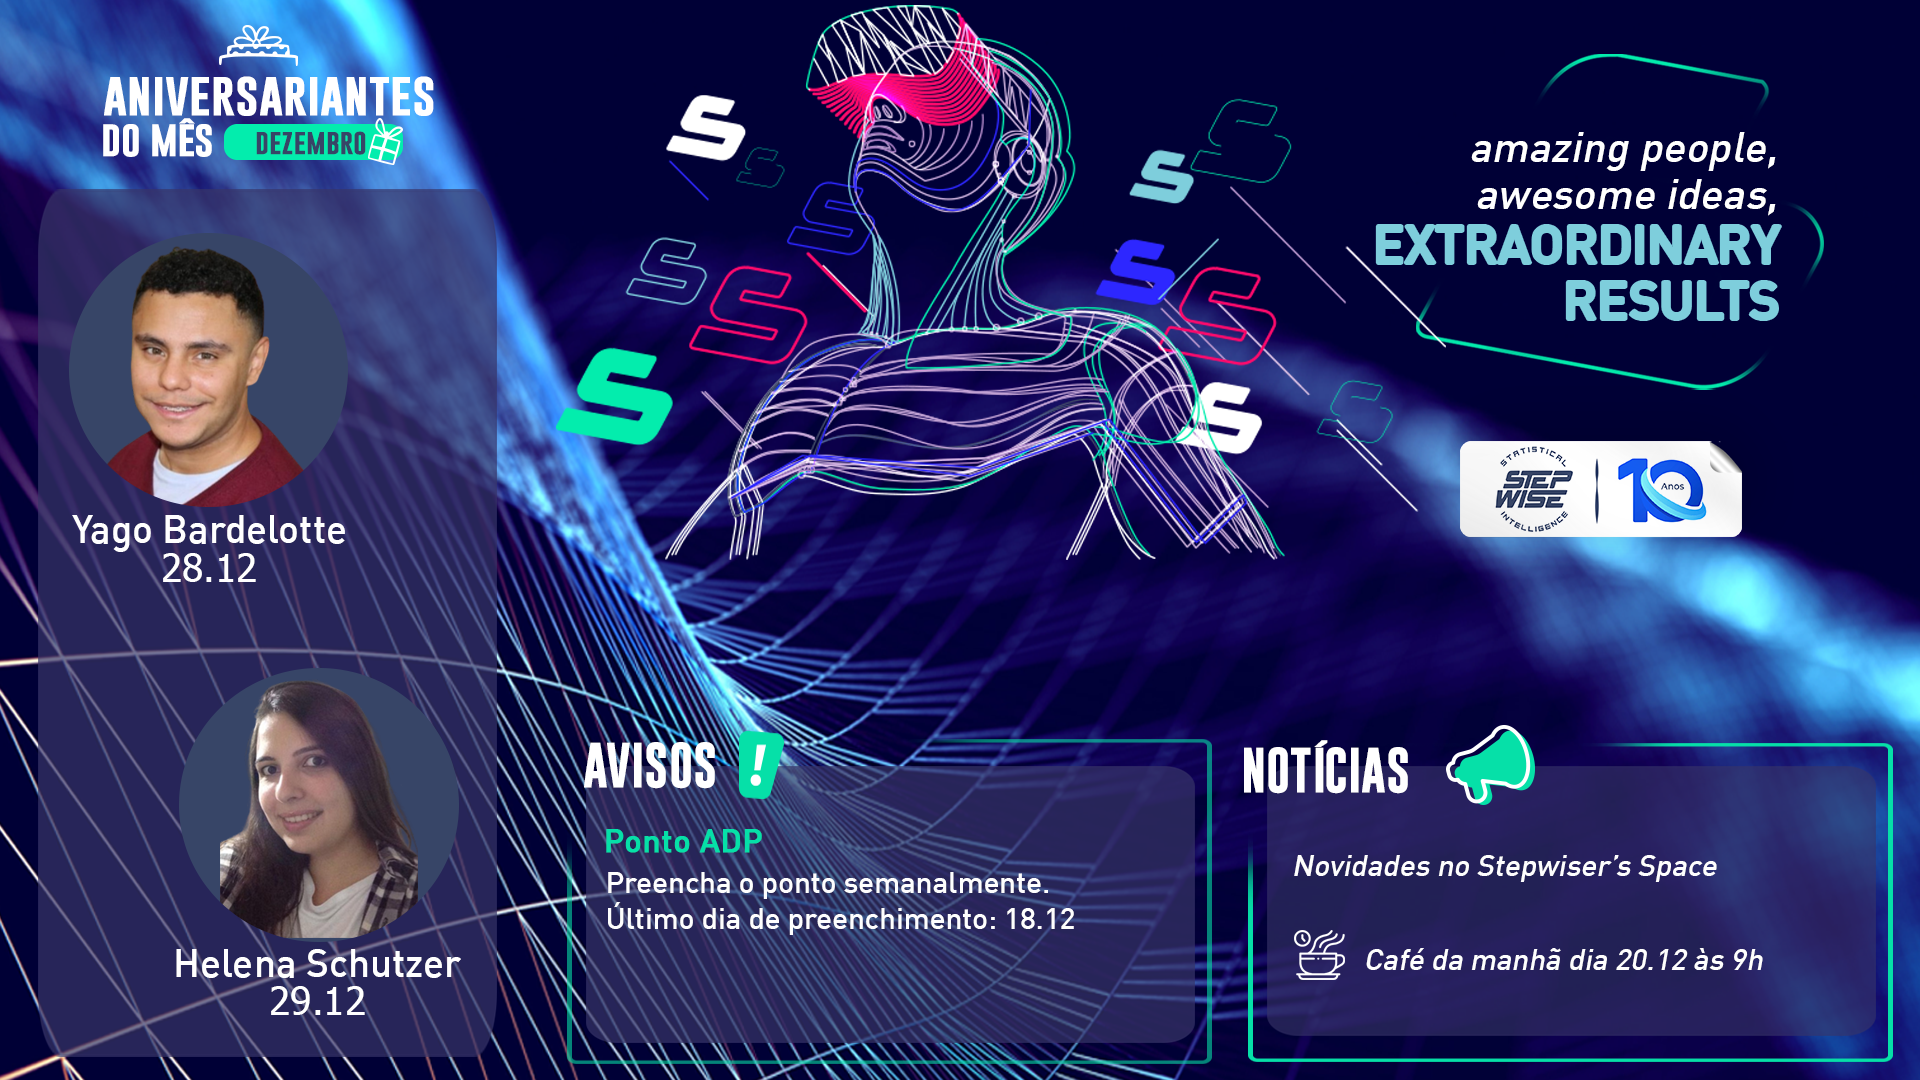 ANIVERSARIANTES
DO MÊS DEZEMBRO
Yago Bardelotte
28.12
Helena Schutzer
29.12
S
S
S
S
S
S
S
S
S
S
S
S
amazing people,
awesome ideas,
EXTRAORDINARY
RESULTS
STATISTICAL
STEP
WISE
INTELLIGENCE
10
Anos
AVISOS !
Ponto ADP
Preencha o ponto semanalmente.
Último dia de preenchimento: 18.12
NOTÍCIAS
Novidades no Stepwiser’s Space
Café da manhã dia 20.12 às 9h